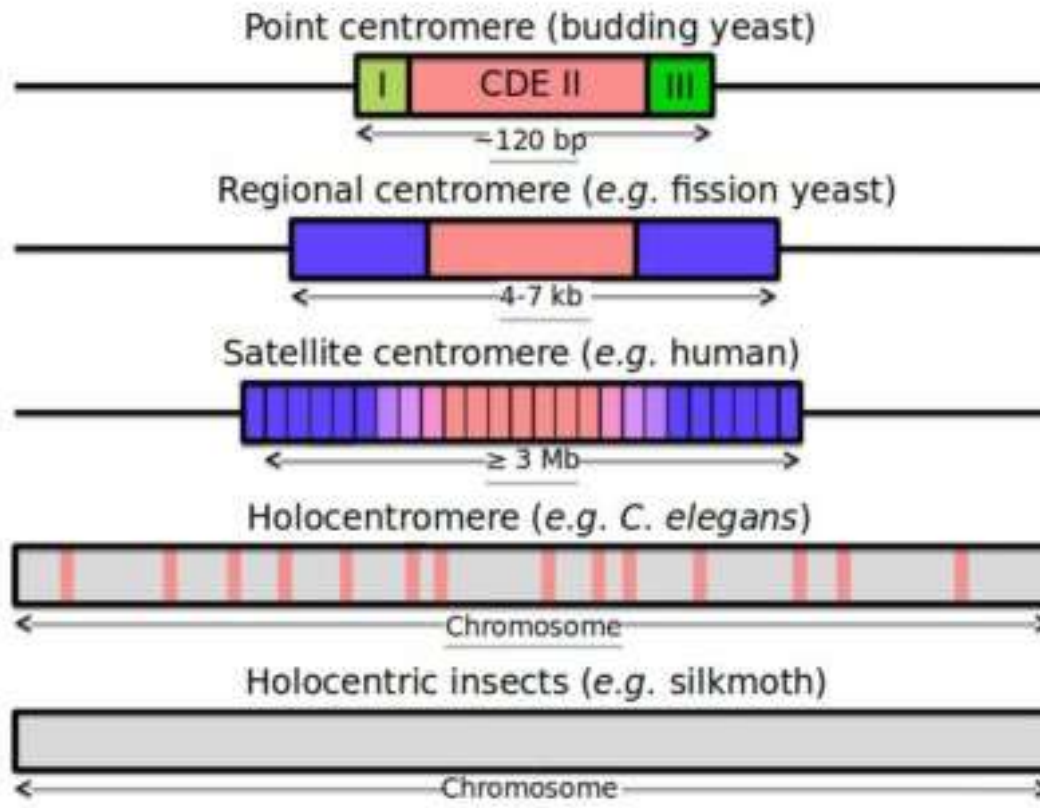 Point centromere (budding yeast)
I CDE II III
~120 bp
Regional centromere (e.g. fission yeast)
4-7 kb
Satellite centromere (e.g. human)
≥ 3 Mb
Holocentromere (e.g. C. elegans)
Chromosome
Holocentric insects (e.g. silkmoth)
Chromosome